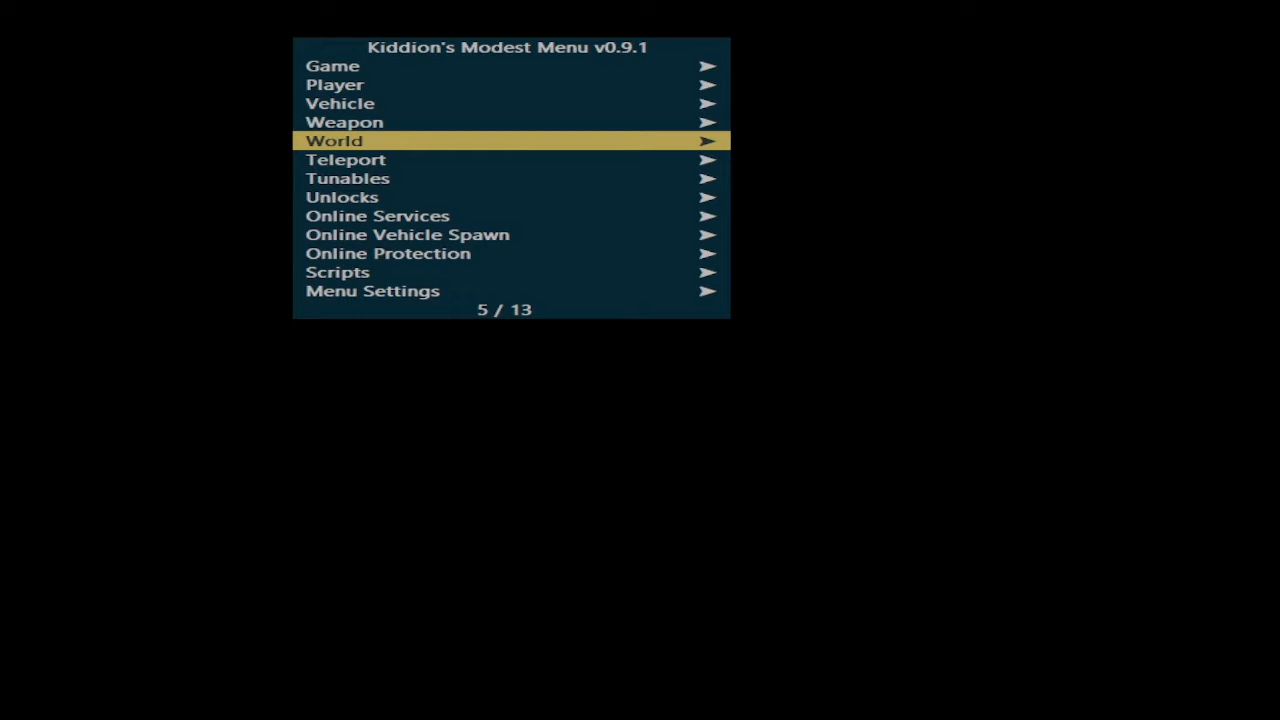 Kiddion's Modest Menu v0.9.1
Game
Player
Vehicle
Weapon
World
Teleport
Tunables
Unlocks
Online Services
Online Vehicle Spawn
Online Protection
Scripts
Menu Settings
5 / 13